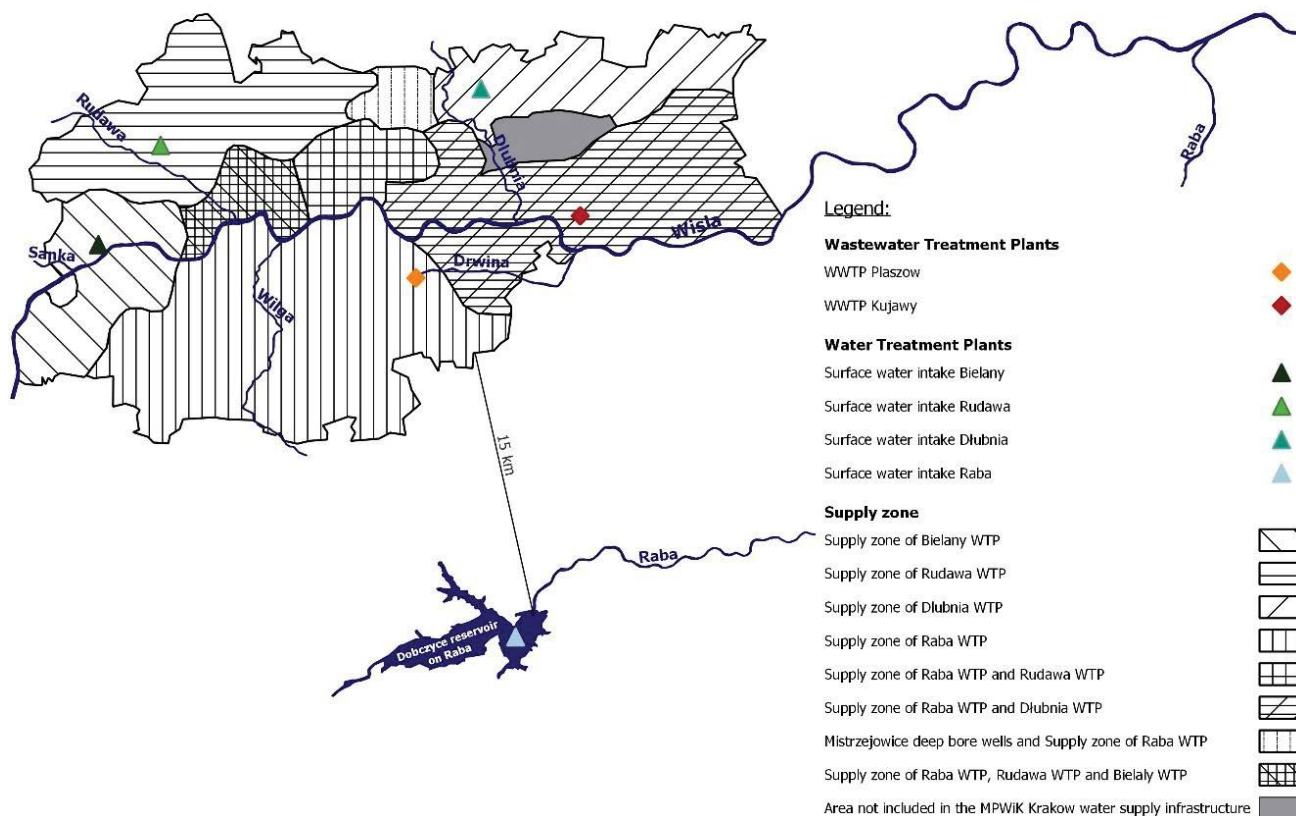 Rudawa
Dłubnia
Raba
Sanka
Wisla
Drwina
Wilga
15 km
Raba
Dobczyce reservoir
on Raba
Legend:
Wastewater Treatment Plants
WWTP Plaszow
WWTP Kujawy
Water Treatment Plants
Surface water intake Bielany
Surface water intake Rudawa
Surface water intake Dłubnia
Surface water intake Raba
Supply zone
Supply zone of Bielany WTP
Supply zone of Rudawa WTP
Supply zone of Dlubnia WTP
Supply zone of Raba WTP
Supply zone of Raba WTP and Rudawa WTP
Supply zone of Raba WTP and Dłubnia WTP
Mistrzejowice deep bore wells and Supply zone of Raba WTP
Supply zone of Raba WTP, Rudawa WTP and Bielaly WTP
Area not included in the MPWiK Krakow water supply infrastructure